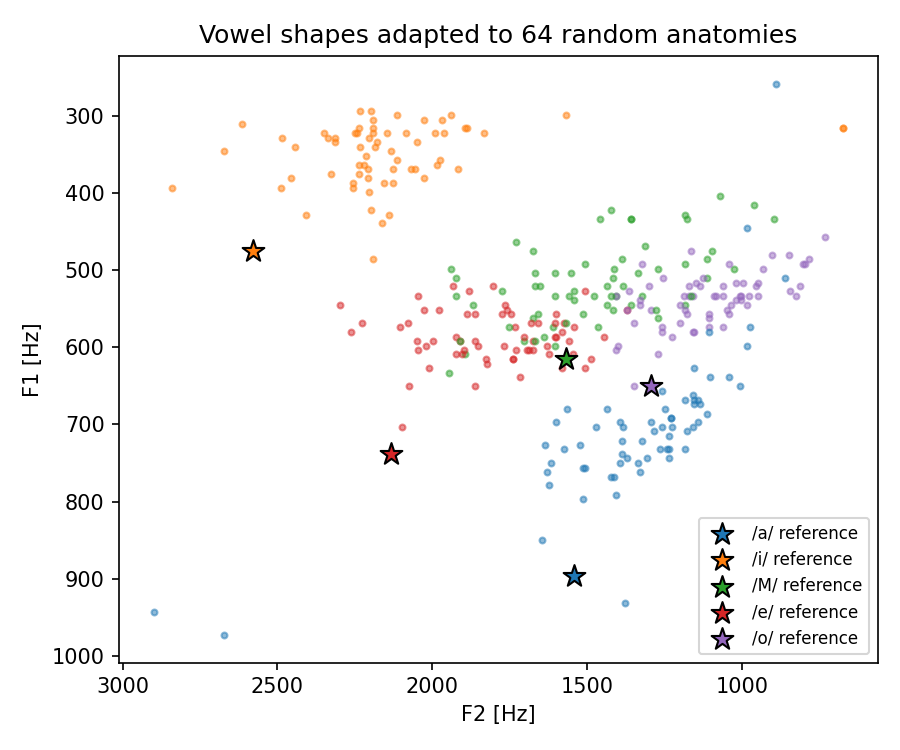 Vowel shapes adapted to 64 random anatomies
F1 [Hz]
300
400
500
600
700
800
900
1000
/a/ reference
/i/ reference
/M/ reference
/e/ reference
/o/ reference
3000
2500
2000
1500
1000
F2 [Hz]